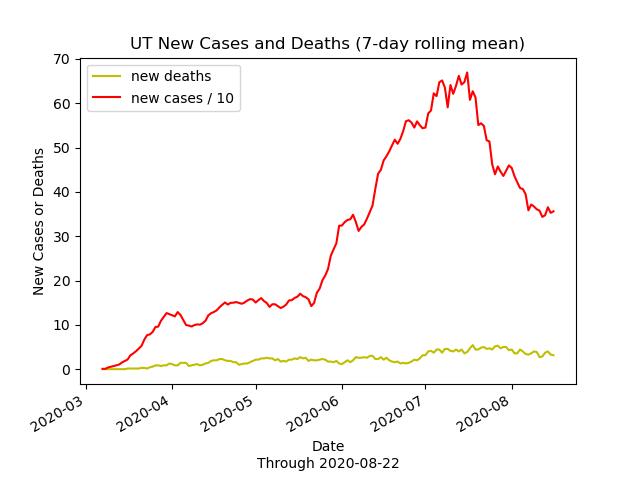 UT New Cases and Deaths (7-day rolling mean)
new deaths
new cases / 10
70
60
50
40
30
20
10
0
New Cases or Deaths
2020-03
2020-04
2020-05
2020-06
2020-07
2020-08
Date
Through 2020-08-22